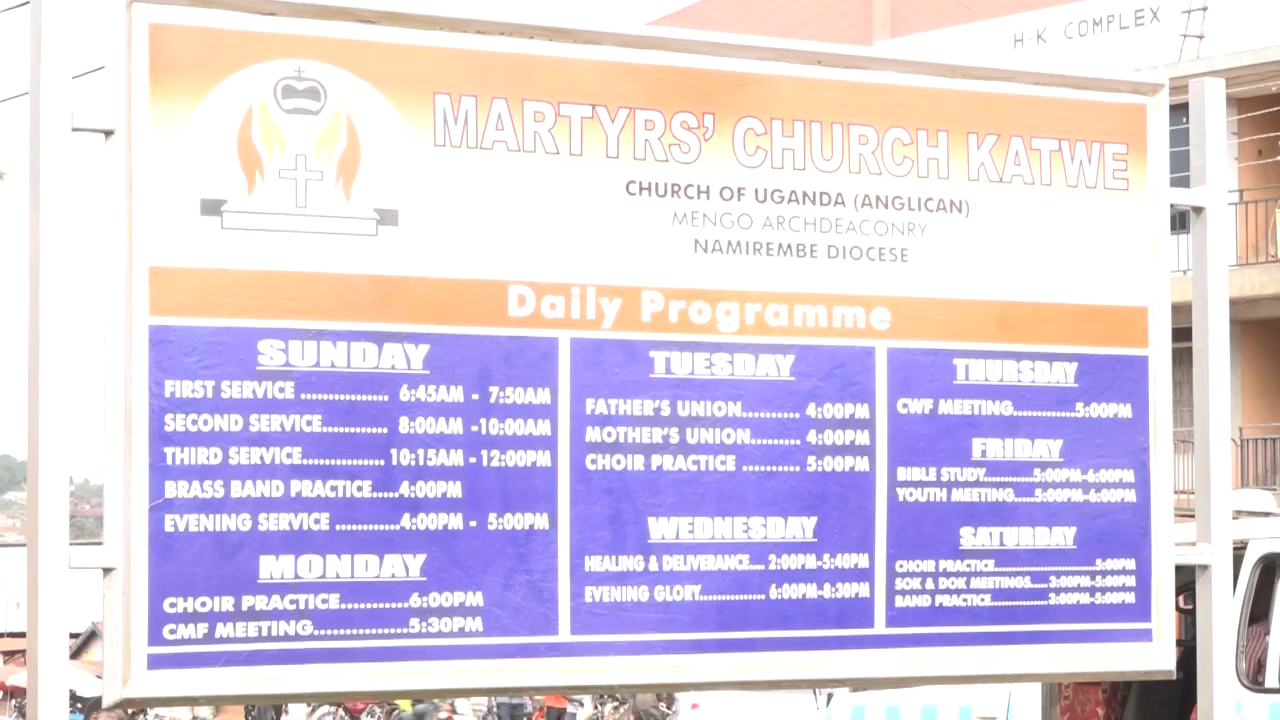 H.K COMPLEX
MARTYRS' CHURCH KATWE
CHURCH OF UGANDA (ANGLICAN)
MENGO ARCHDEACONRY
NAMIREMBE DIOCESE
Daily Programme
SUNDAY
FIRST SERVICE ................ 6:45AM - 7:50AM
SECOND SERVICE............ 8:00AM -10:00AM
THIRD SERVICE............... 10:15AM - 12:00PM
BRASS BAND PRACTICE.....4:00PM
EVENING SERVICE ............4:00PM - 5:00PM
MONDAY
CHOIR PRACTICE...........6:00PM
CMF MEETING...............5:30PM
TUESDAY
FATHER'S UNION.......... 4:00PM
MOTHER'S UNION......... 4:00PM
CHOIR PRACTICE .......... 5:00PM
WEDNESDAY
HEALING & DELIVERANCE.... 2:00PM-5:40PM
EVENING GLORY.............. 6:00PM-8:30PM
THURSDAY
CWF MEETING.............5:00PM
FRIDAY
BIBLE STUDY............5:00PM-6:00PM
YOUTH MEETING.....5:00PM-6:00PM
SATURDAY
CHOIR PRACTICE.............................5:00PM
SOK & DOK MEETINGS.....3:00PM-5:00PM
BAND PRACTICE.................3:00PM-5:00PM